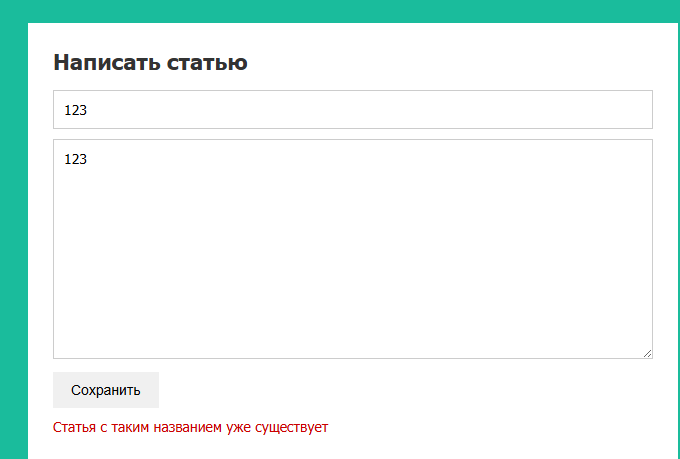 Написать статью
123
123
Сохранить
Статья с таким названием уже существует